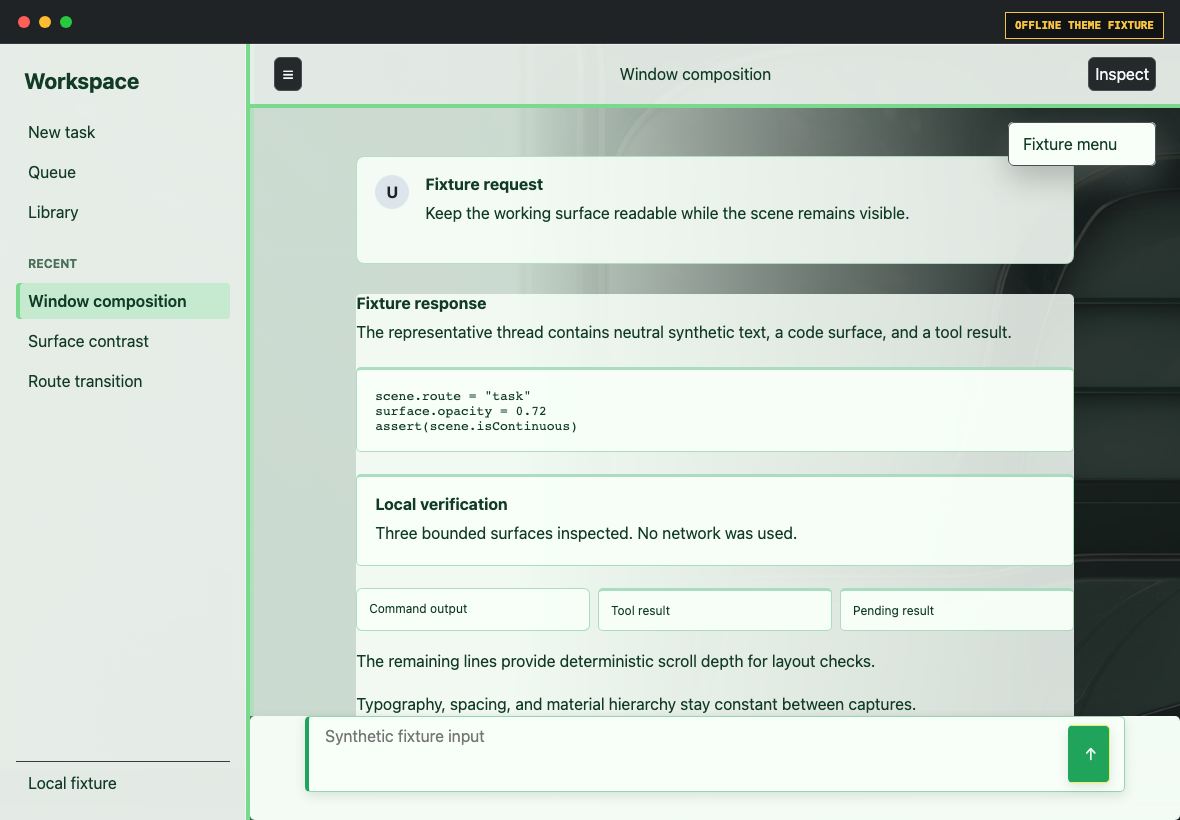 OFFLINE THEME FIXTURE
Workspace
New task
Queue
Library
RECENT
Window composition
Surface contrast
Route transition
Local fixture
Window composition
Inspect
Fixture menu
U
Fixture request
Keep the working surface readable while the scene remains visible.
Fixture response
The representative thread contains neutral synthetic text, a code surface, and a tool result.
scene.route = "task"
surface.opacity = 0.72
assert(scene.isContinuous)
Local verification
Three bounded surfaces inspected. No network was used.
Command output
Tool result
Pending result
The remaining lines provide deterministic scroll depth for layout checks.
Typography, spacing, and material hierarchy stay constant between captures.
Synthetic fixture input